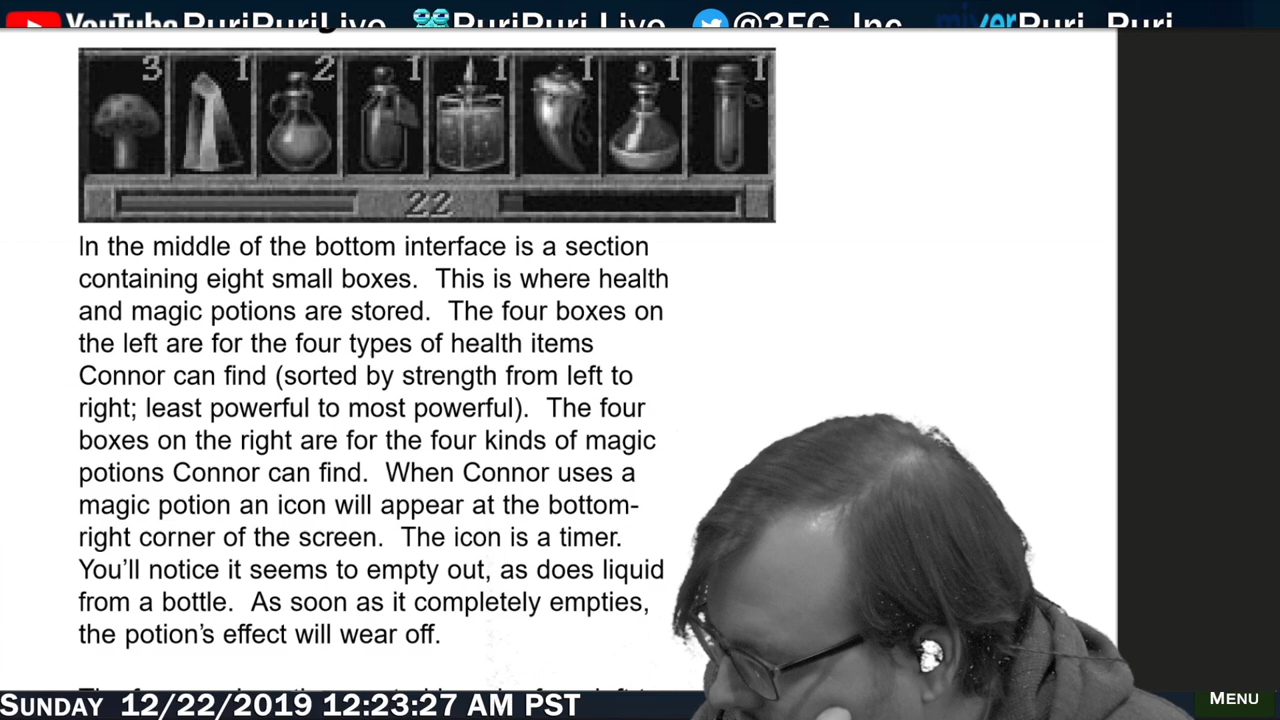 YouTube PuriPuriLive PuriPuri Live @3FG_Inc mixer Puri_Puri
3 1 2 1 1 1 1 1
22
In the middle of the bottom interface is a section
containing eight small boxes.  This is where health
and magic potions are stored.  The four boxes on
the left are for the four types of health items
Connor can find (sorted by strength from left to
right; least powerful to most powerful).  The four
boxes on the right are for the four kinds of magic
potions Connor can find.  When Connor uses a
magic potion an icon will appear at the bottom-
right corner of the screen.  The icon is a timer.
You’ll notice it seems to empty out, as does liquid
from a bottle.  As soon as it completely empties,
the potion’s effect will wear off.
SUNDAY 12/22/2019 12:23:27 AM PST
MENU